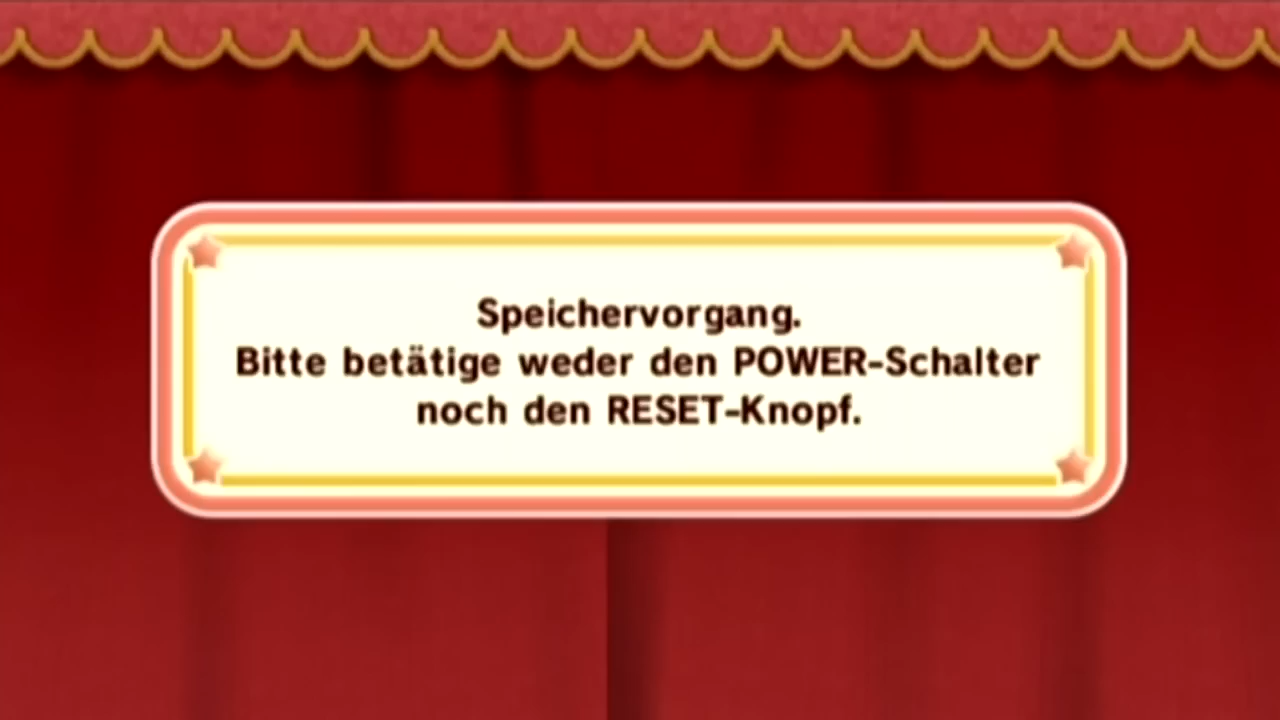 Speichervorgang.
Bitte betätige weder den POWER-Schalter
noch den RESET-Knopf.